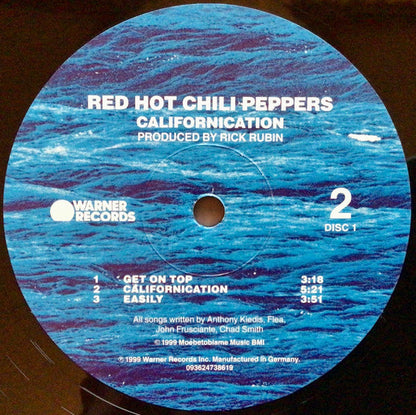 RED HOT CHILI PEPPERS
CALIFORNICATION
PRODUCED BY RICK RUBIN
WARNER
RECORDS
2
DISC 1
1 GET ON TOP 3:18
2 CALIFORNICATION 5:21
3 EASILY 3:51
All songs written by Anthony Kiedis, Flea,
John Frusciante, Chad Smith
© 1999 Moebetoblame Music BMI
℗ 1999 Warner Records Inc. Manufactured in Germany.
093624738619